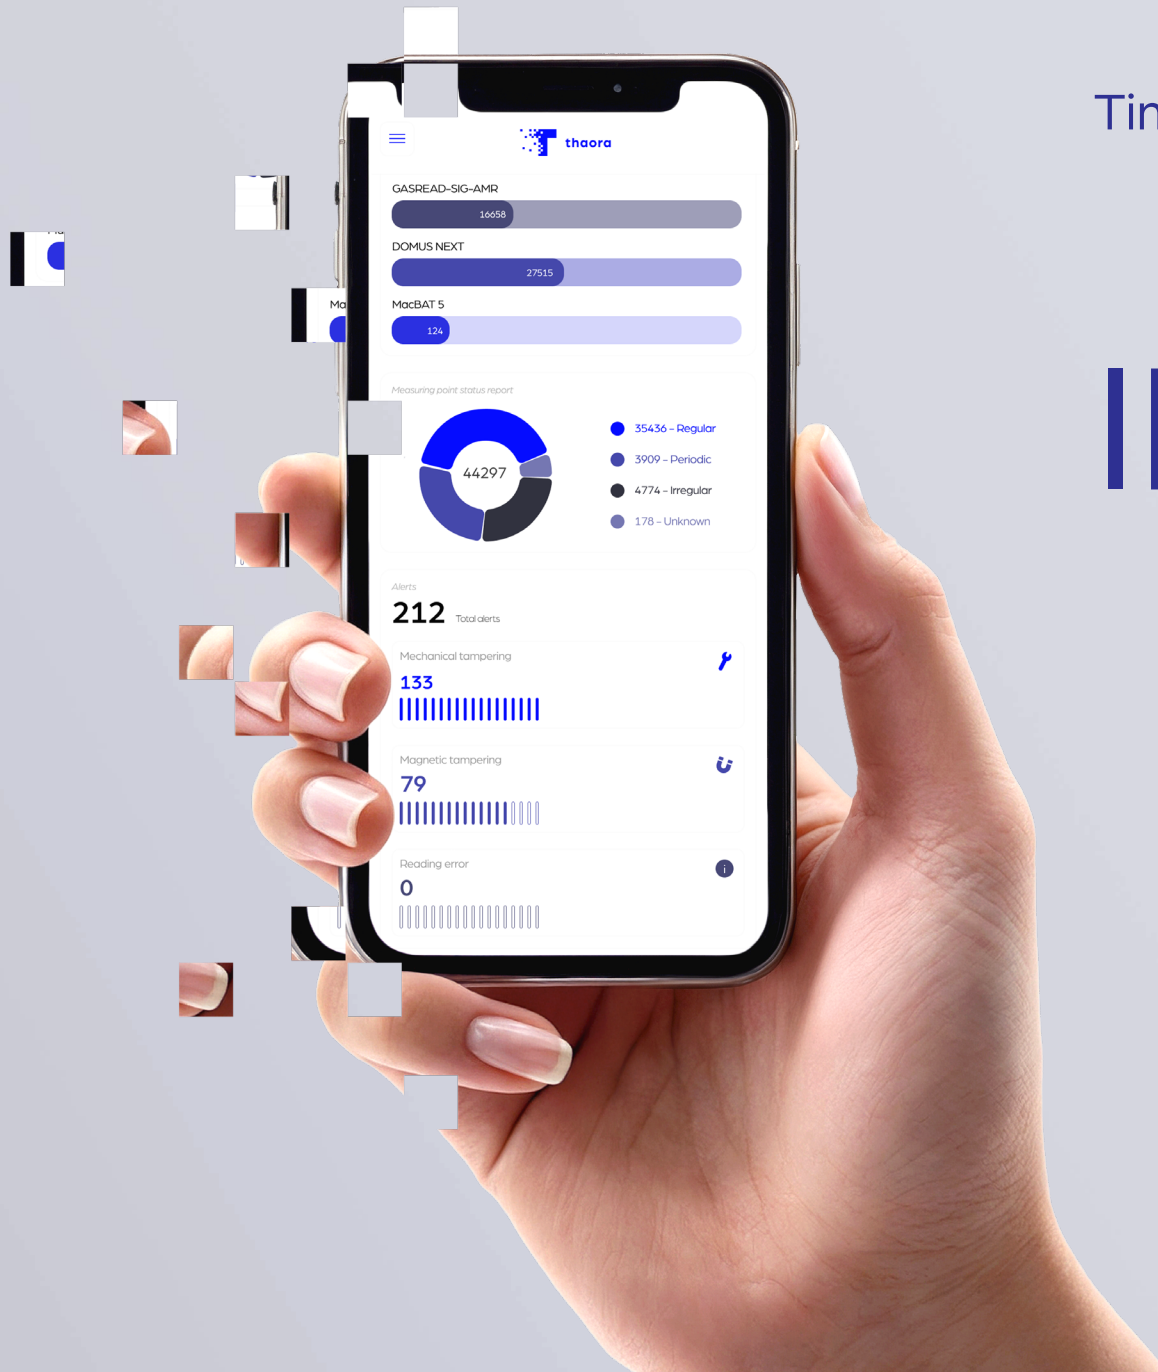 thaora
GASREAD-SIG-AMR
16658
DOMUS NEXT
27515
MacBAT 5
124
Ma
Measuring point status report
44297
35436 - Regular
3909 - Periodic
4774 - Irregular
178 - Unknown
Alerts
212 Total alerts
Mechanical tampering
133
Magnetic tampering
79
Reading error
0
Tin